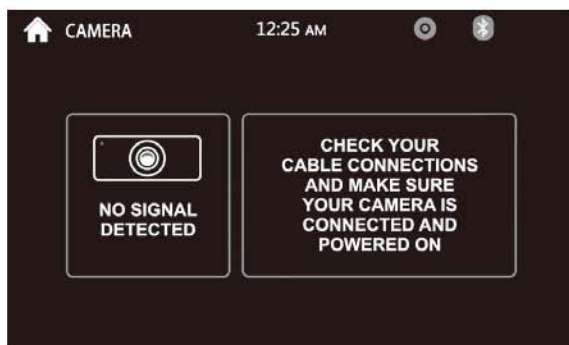 CAMERA
12:25 AM
NO SIGNAL
DETECTED
CHECK YOUR
CABLE CONNECTIONS
AND MAKE SURE
YOUR CAMERA IS
CONNECTED AND
POWERED ON